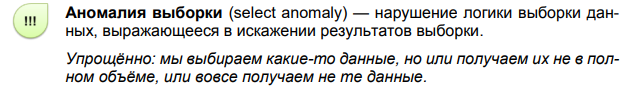 !!!
Аномалия выборки (select anomaly) — нарушение логики выборки дан-
ных, выражающееся в искажении результатов выборки.
Упрощённо: мы выбираем какие-то данные, но или получаем их не в пол-
ном объёме, или вовсе получаем не те данные.